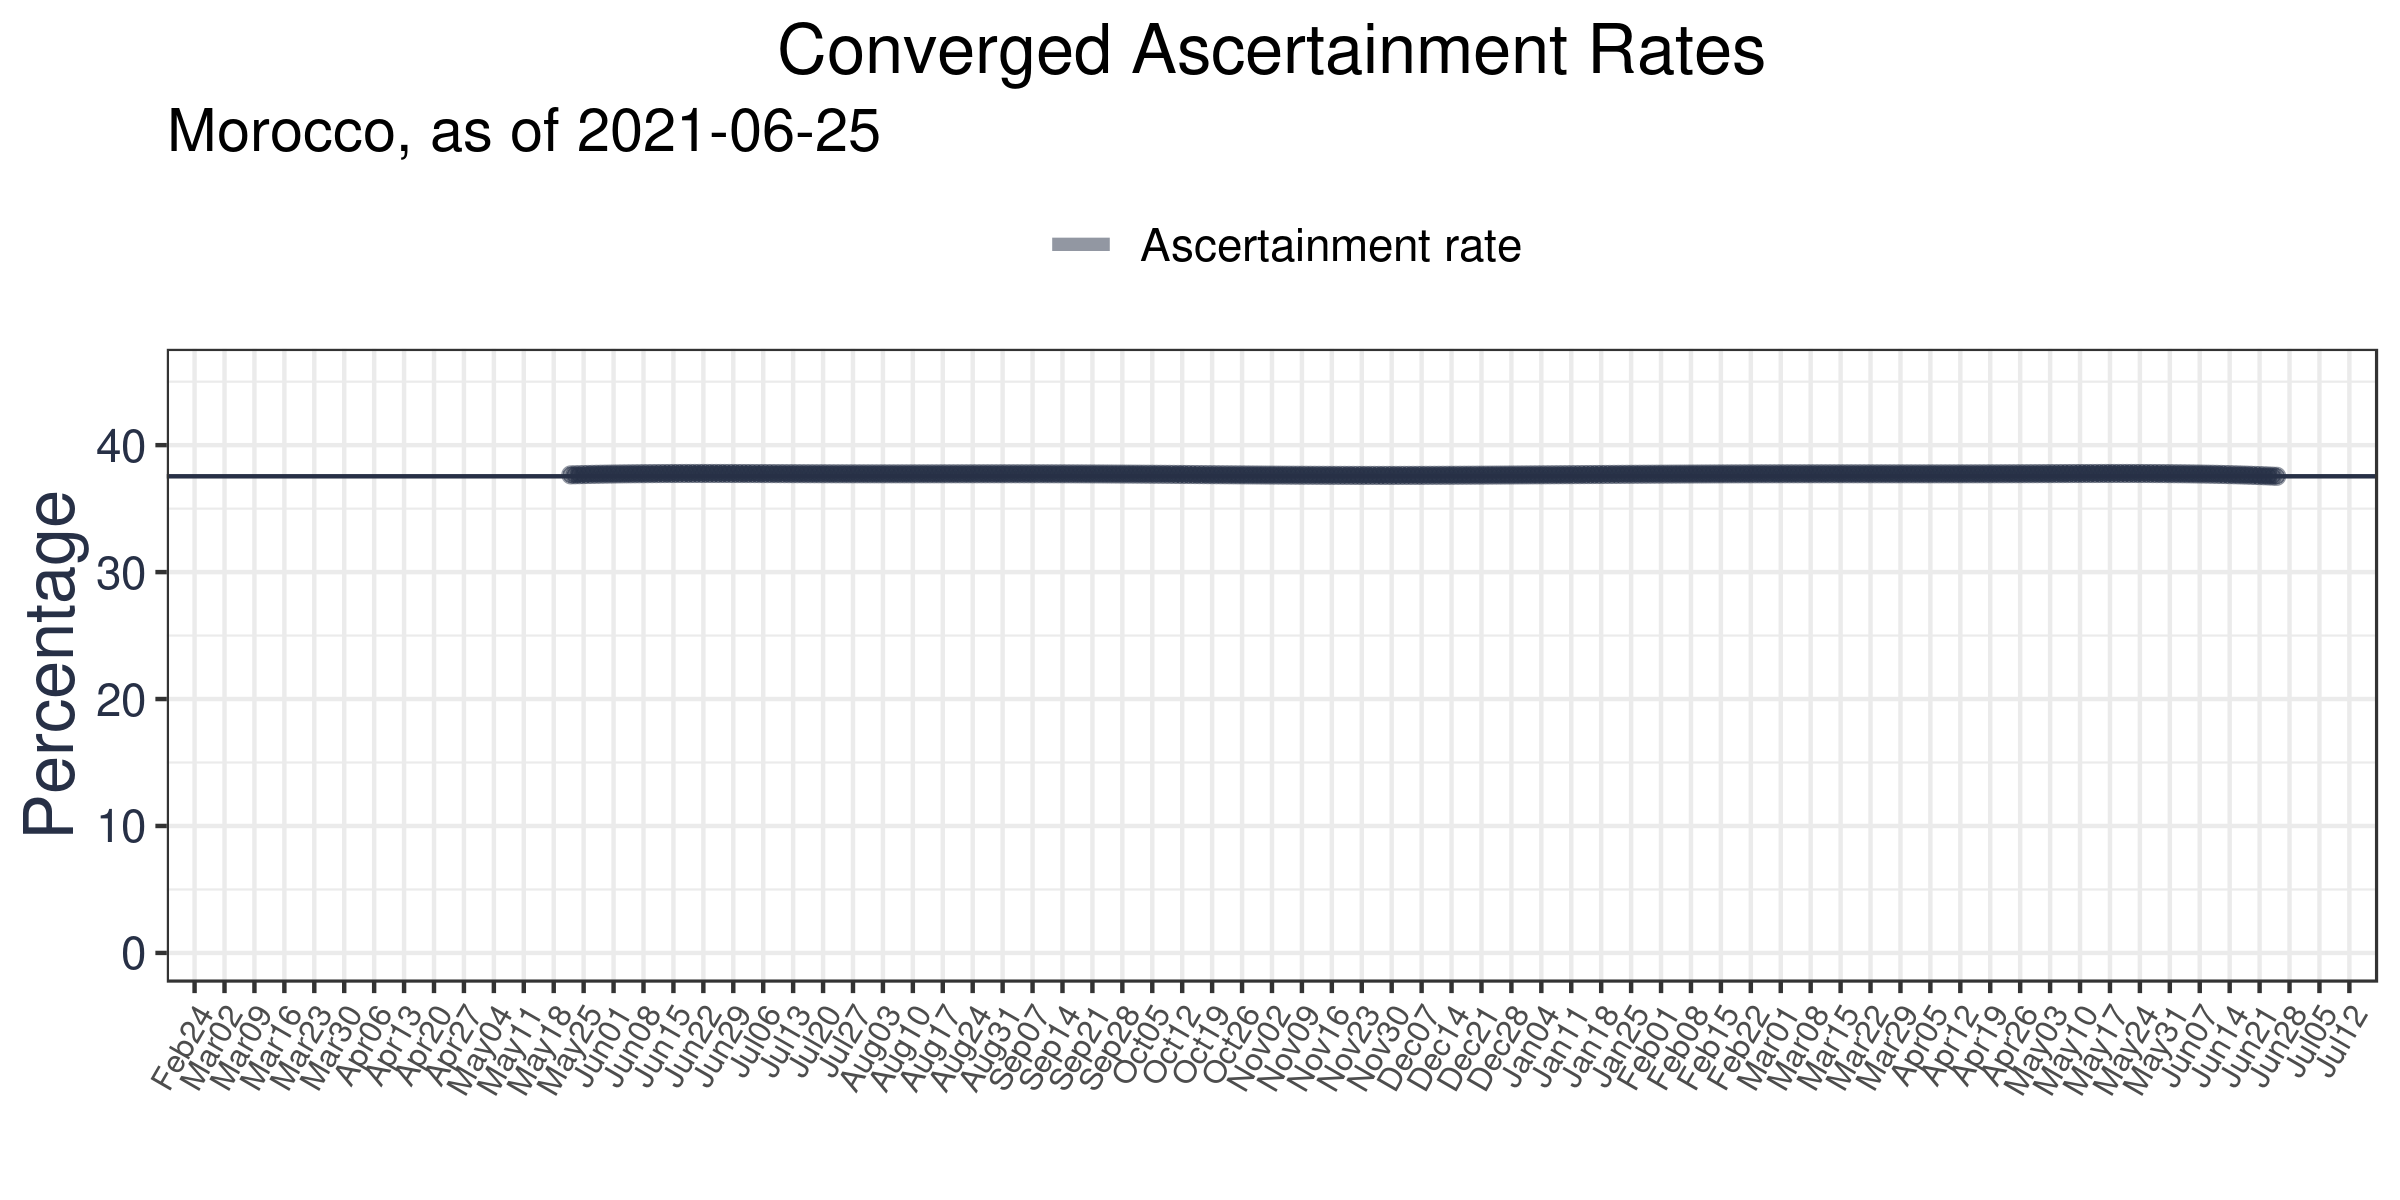 Converged Ascertainment Rates
Morocco, as of 2021-06-25
Ascertainment rate
Percentage
40
30
20
10
0
Feb24 Mar02 Mar09 Mar16 Mar23 Mar30 Apr06 Apr13 Apr20 Apr27 May04 May11 May18 May25 Jun01 Jun08 Jun15 Jun22 Jun29 Jul06 Jul13 Jul20 Jul27 Aug03 Aug10 Aug17 Aug24 Aug31 Sep07 Sep14 Sep21 Sep28 Oct05 Oct12 Oct19 Oct26 Nov02 Nov09 Nov16 Nov23 Nov30 Dec07 Dec14 Dec21 Dec28 Jan04 Jan11 Jan18 Jan25 Feb01 Feb08 Feb15 Feb22 Mar01 Mar08 Mar15 Mar22 Mar29 Apr05 Apr12 Apr19 Apr26 May03 May10 May17 May24 May31 Jun07 Jun14 Jun21 Jun28 Jul05 Jul12